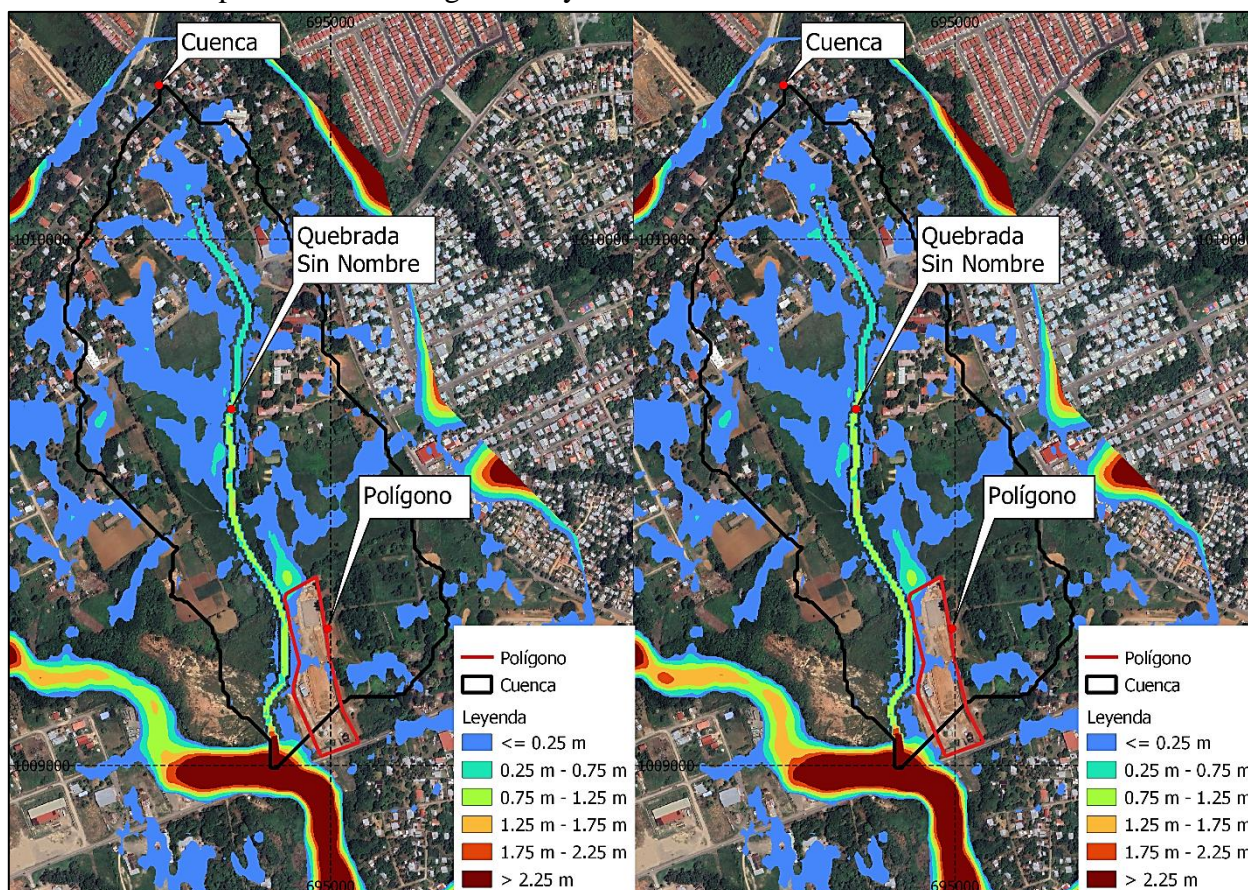 695000
695000
Cuenca
Cuenca
1010000
1010000
Quebrada
Sin Nombre
Quebrada
Sin Nombre
Polígono
Polígono
Polígono
Cuenca
Leyenda
<= 0.25 m
0.25 m - 0.75 m
0.75 m - 1.25 m
1.25 m - 1.75 m
1.75 m - 2.25 m
> 2.25 m
Polígono
Cuenca
Leyenda
<= 0.25 m
0.25 m - 0.75 m
0.75 m - 1.25 m
1.25 m - 1.75 m
1.75 m - 2.25 m
> 2.25 m
1009000
1009000
695000
695000